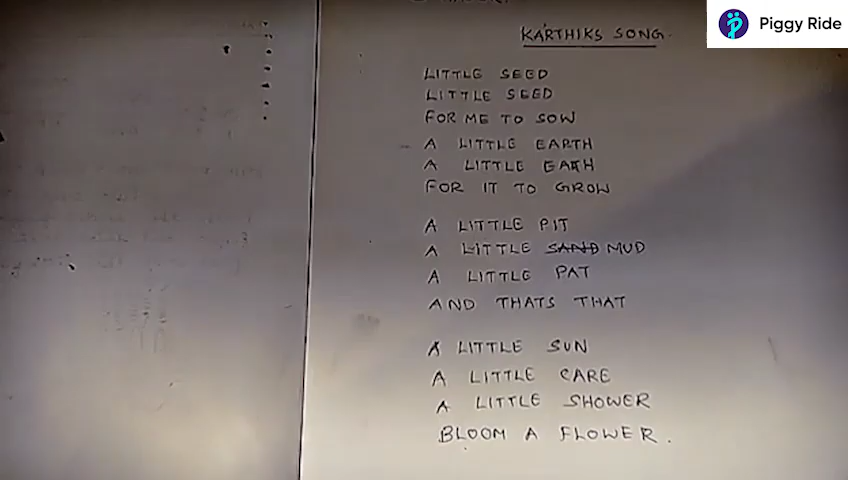 Piggy Ride
KARTHIKS SONG.
LITTLE SEED
LITTLE SEED
FOR ME TO SOW
A LITTLE EARTH
A LITTLE EARH
FOR IT TO GROW
A LITTLE PIT
A LITTLE SAND MUD
A LITTLE PAT
AND THATS THAT
A LITTLE SUN
A LITTLE CARE
A LITTLE SHOWER
BLOOM A FLOWER.